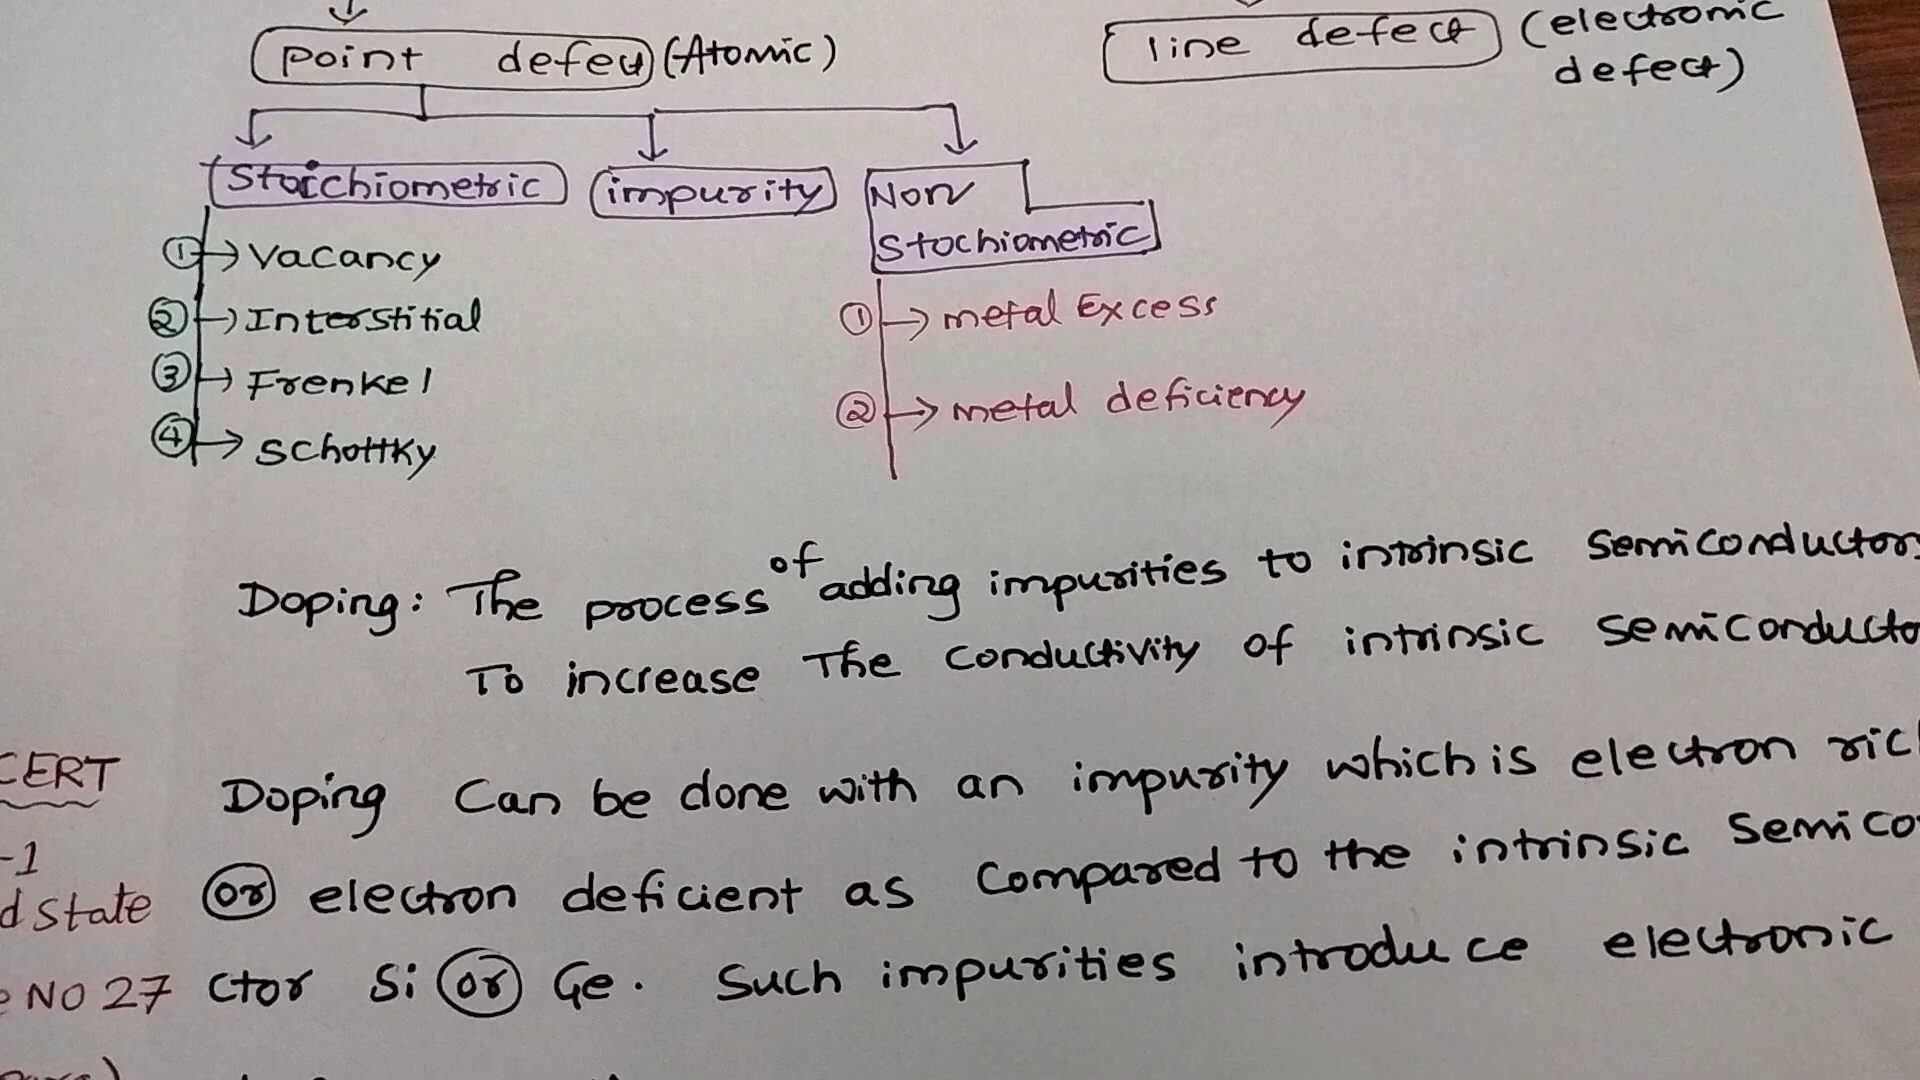 point defect (Atomic)
line defect (electronic
defect)
Stoichiometric
impurity
Non
Stochiometric
① → Vacancy
② → Interstitial
③ → Frenkel
④ → Schottky
① → metal Excess
② → metal deficiency
Doping: The process of adding impurities to intrinsic Semiconductors
To increase The Conductivity of intrinsic semiconducto
CERT
-1
d State
NO 27
Doping Can be done with an impurity which is electron ric
or electron deficient as Compared to the intrinsic Semico
ctor Si or Ge. Such impurities introduce electronic